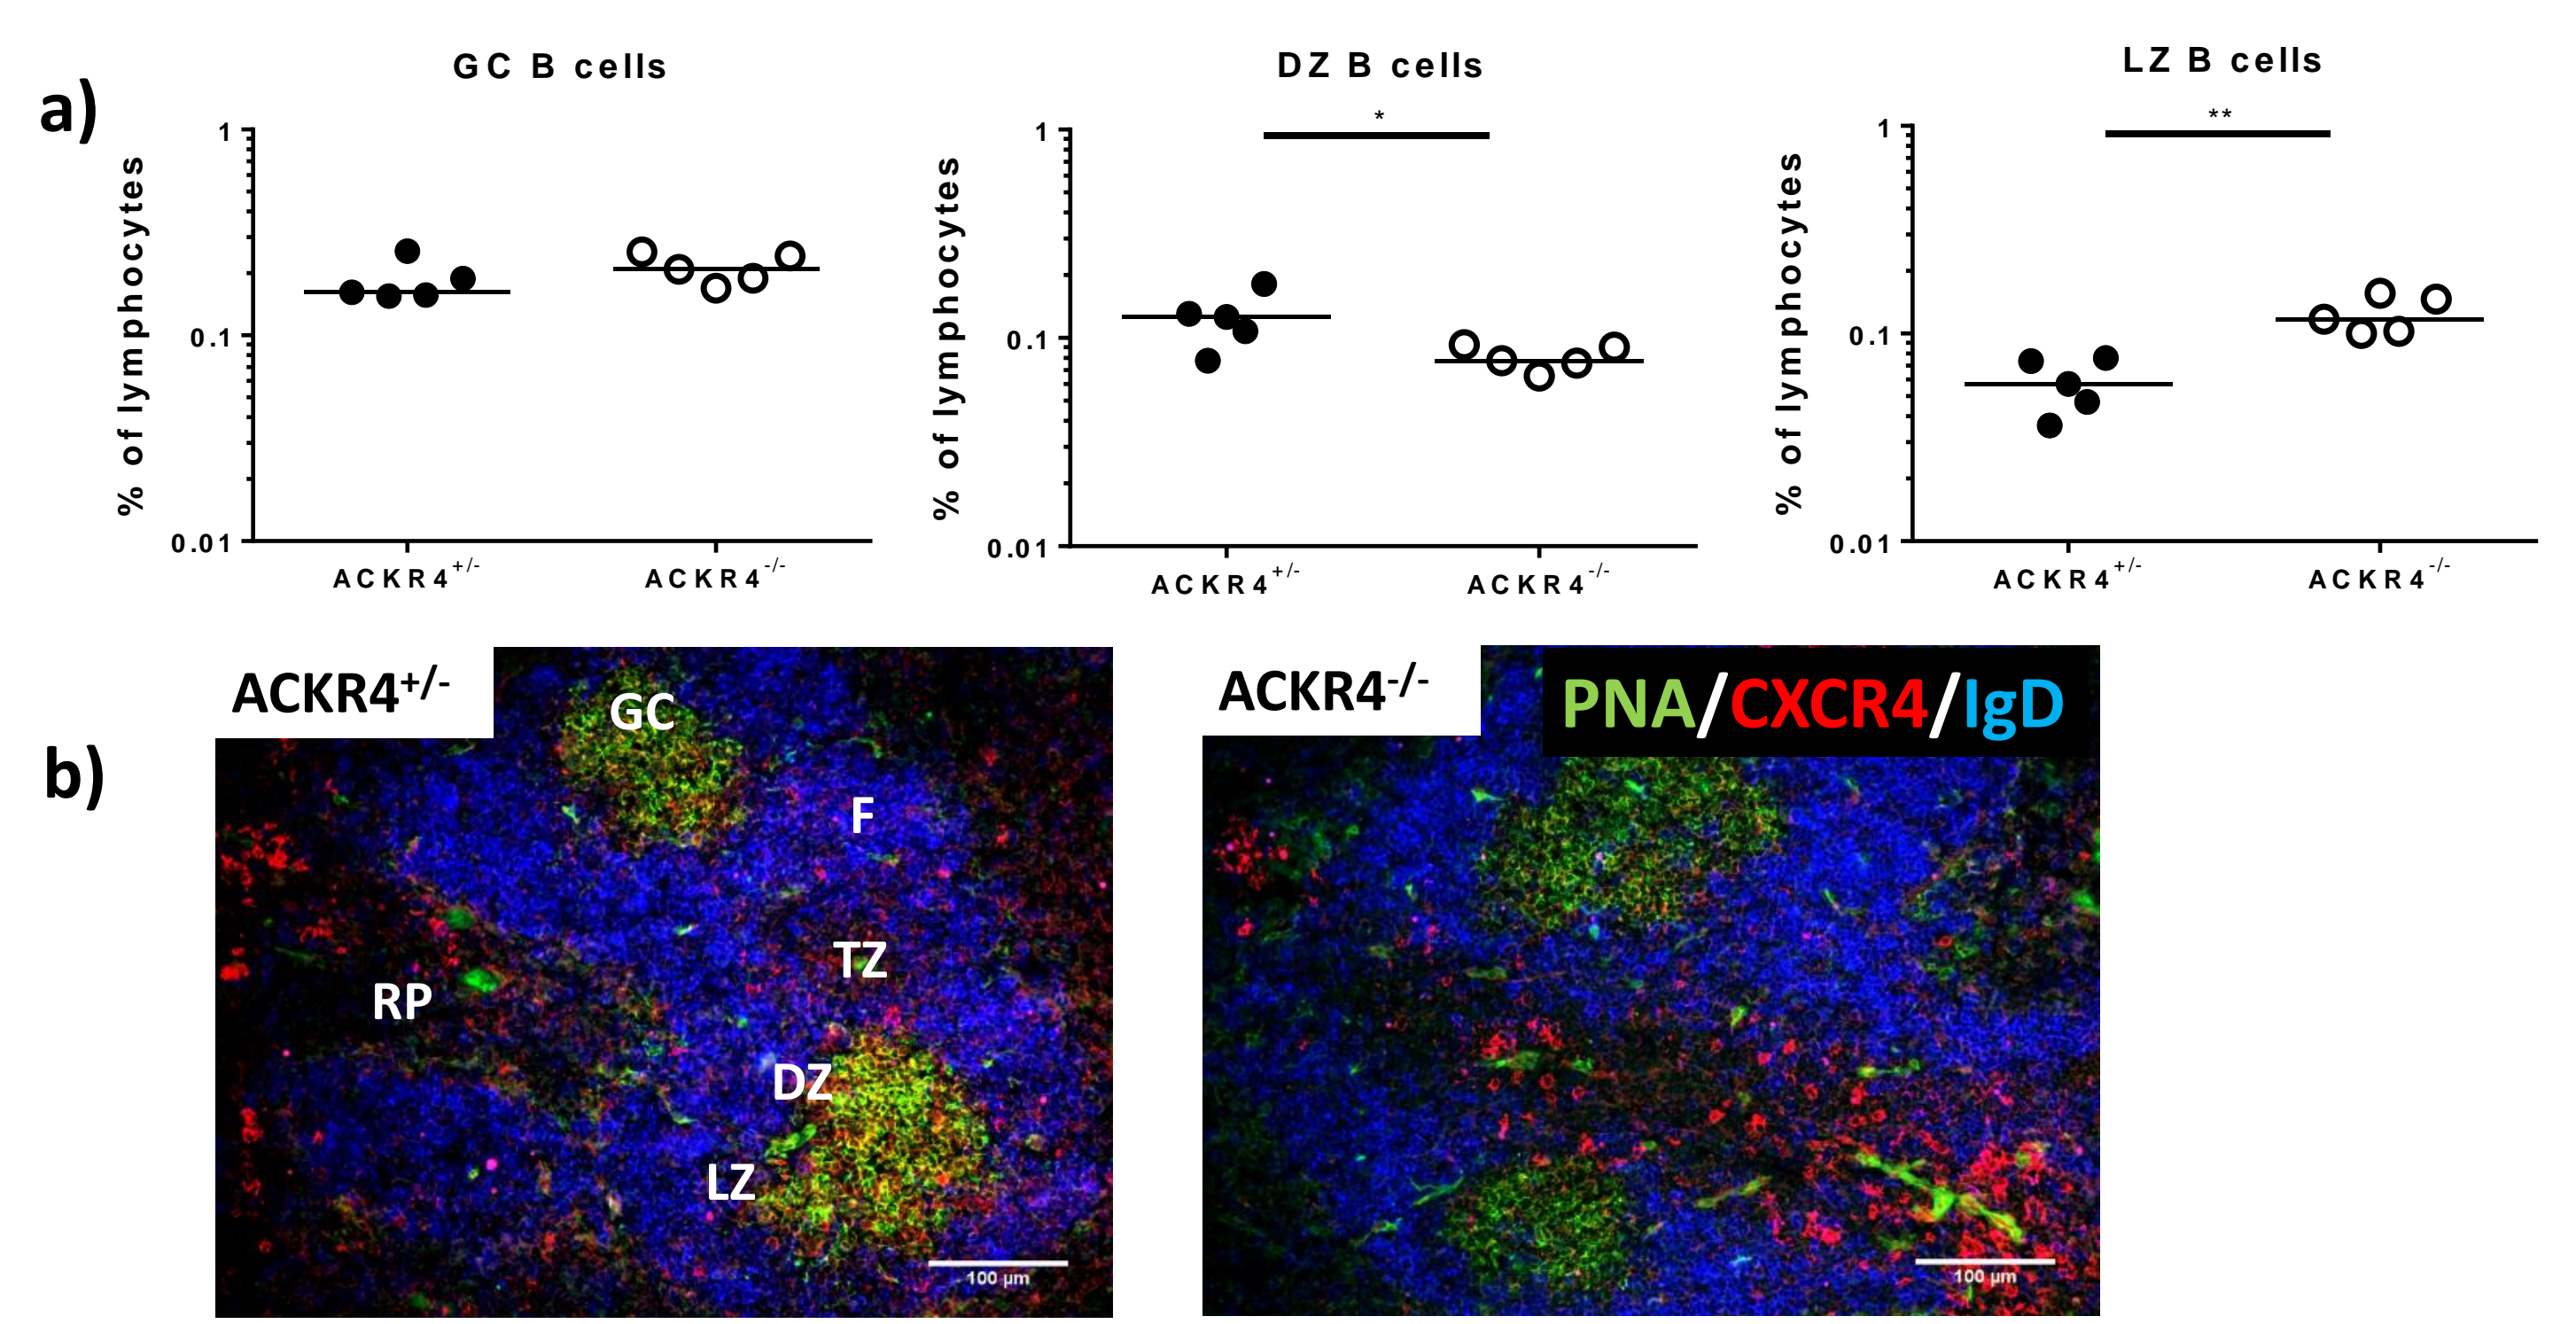 a)
GC B cells
% of lymphocytes
1
0.1
0.01
ACKR4+/-
ACKR4-/-
DZ B cells
*
% of lymphocytes
1
0.1
0.01
ACKR4+/-
ACKR4-/-
LZ B cells
**
% of lymphocytes
1
0.1
0.01
ACKR4+/-
ACKR4-/-
b)
ACKR4+/-
GC
F
TZ
RP
DZ
LZ
100 µm
ACKR4-/-
PNA/CXCR4/IgD
100 µm